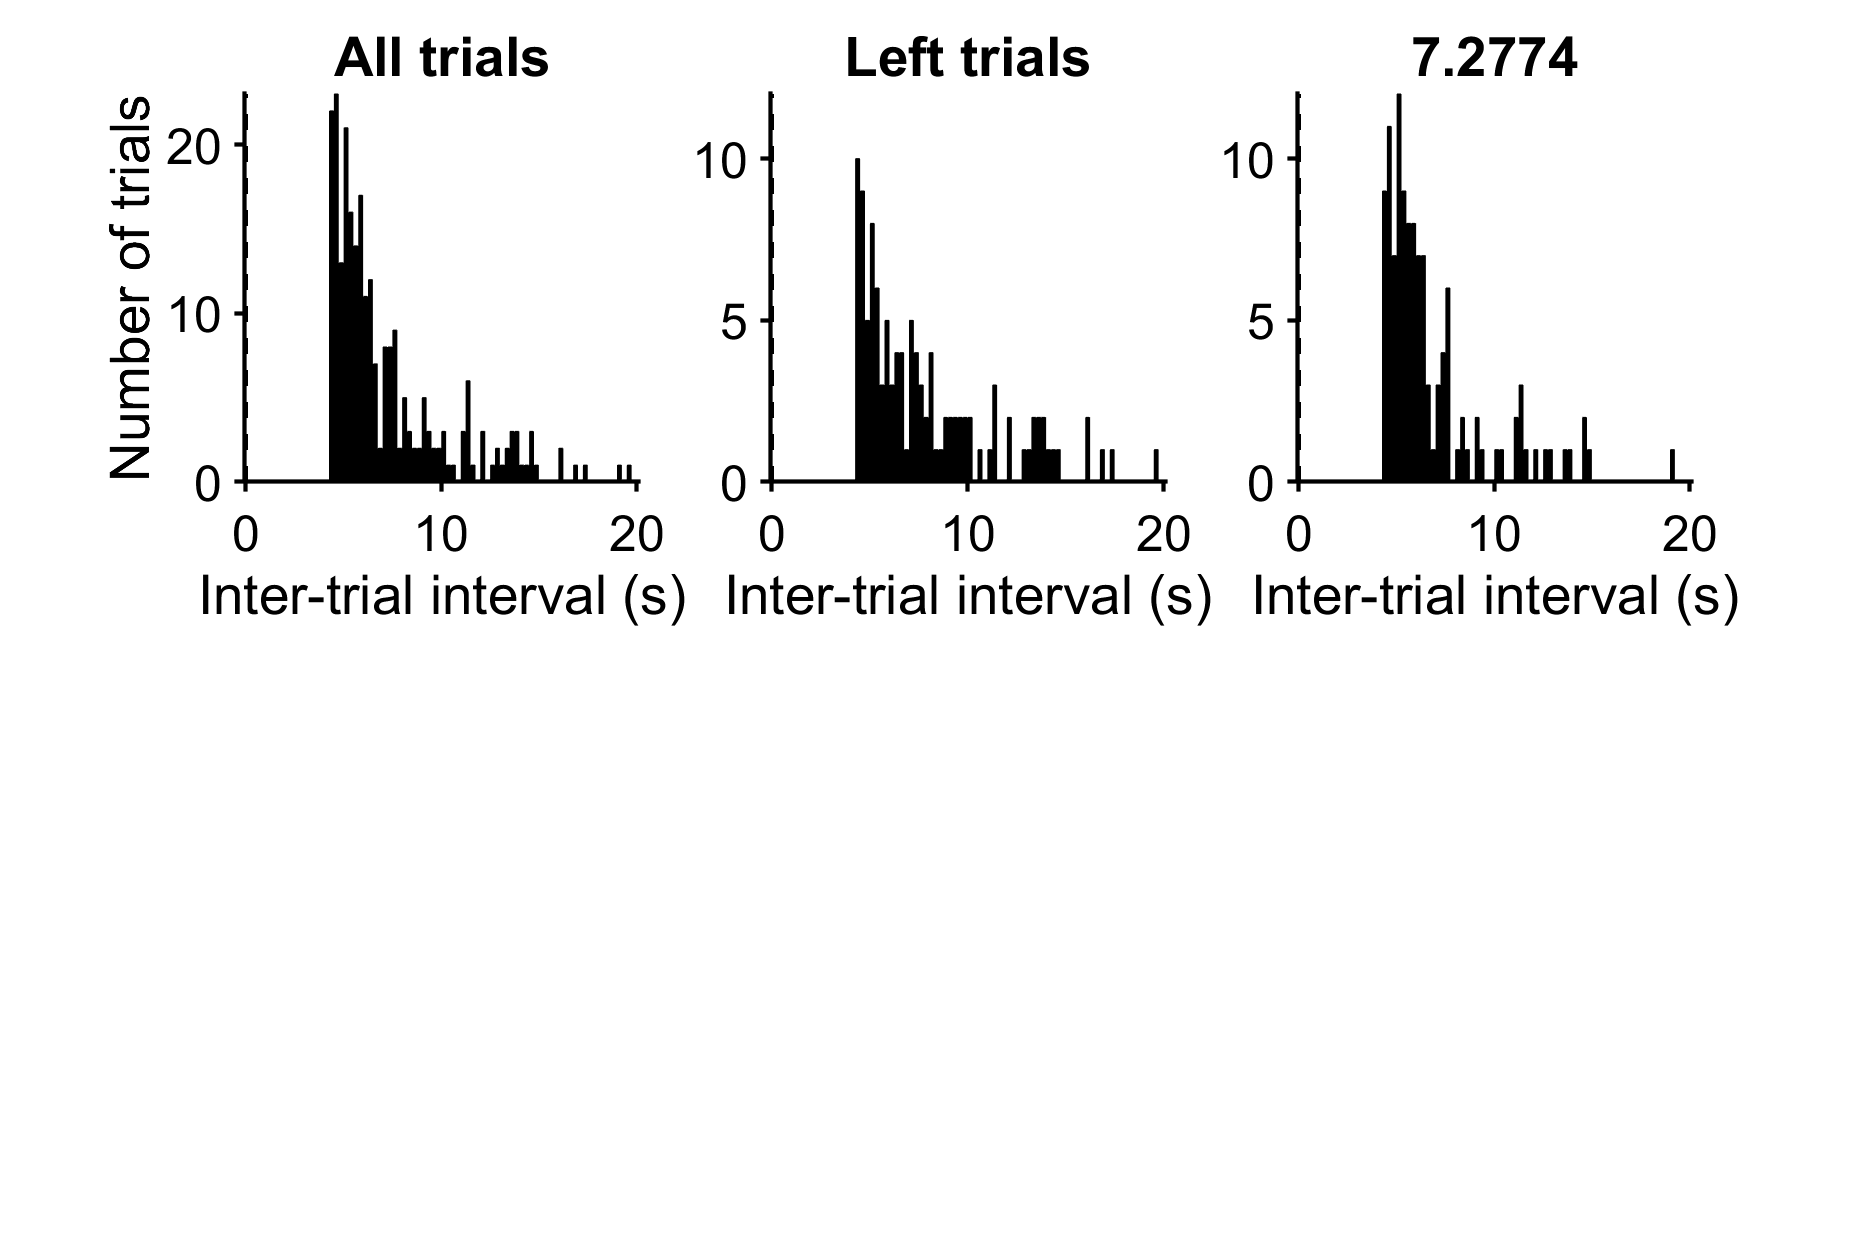 All trials
Left trials
7.2774
Number of trials
20
10
0
10
5
0
10
5
0
0 10 20
0 10 20
0 10 20
Inter-trial interval (s)
Inter-trial interval (s)
Inter-trial interval (s)